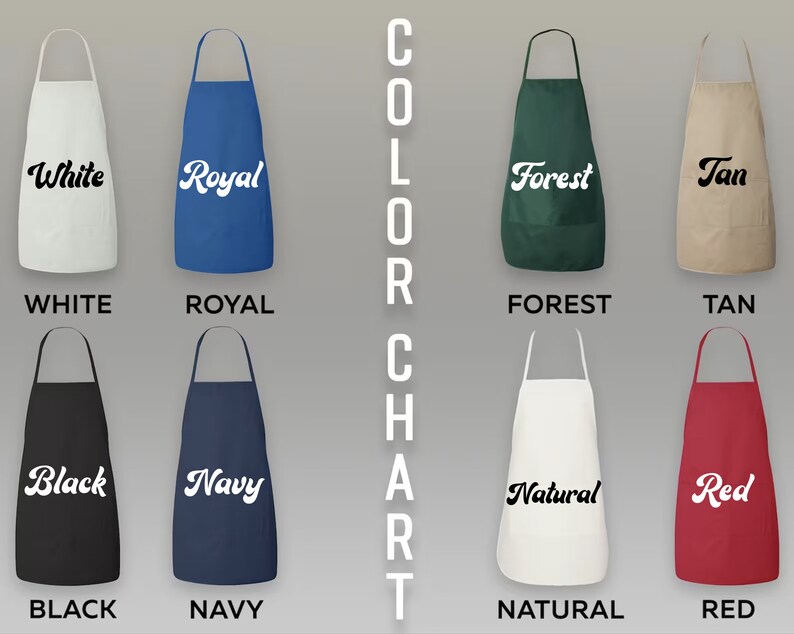 White
Royal
Forest
Tan
WHITE
ROYAL
FOREST
TAN
COLOR CHART
Black
Navy
Natural
Red
BLACK
NAVY
NATURAL
RED